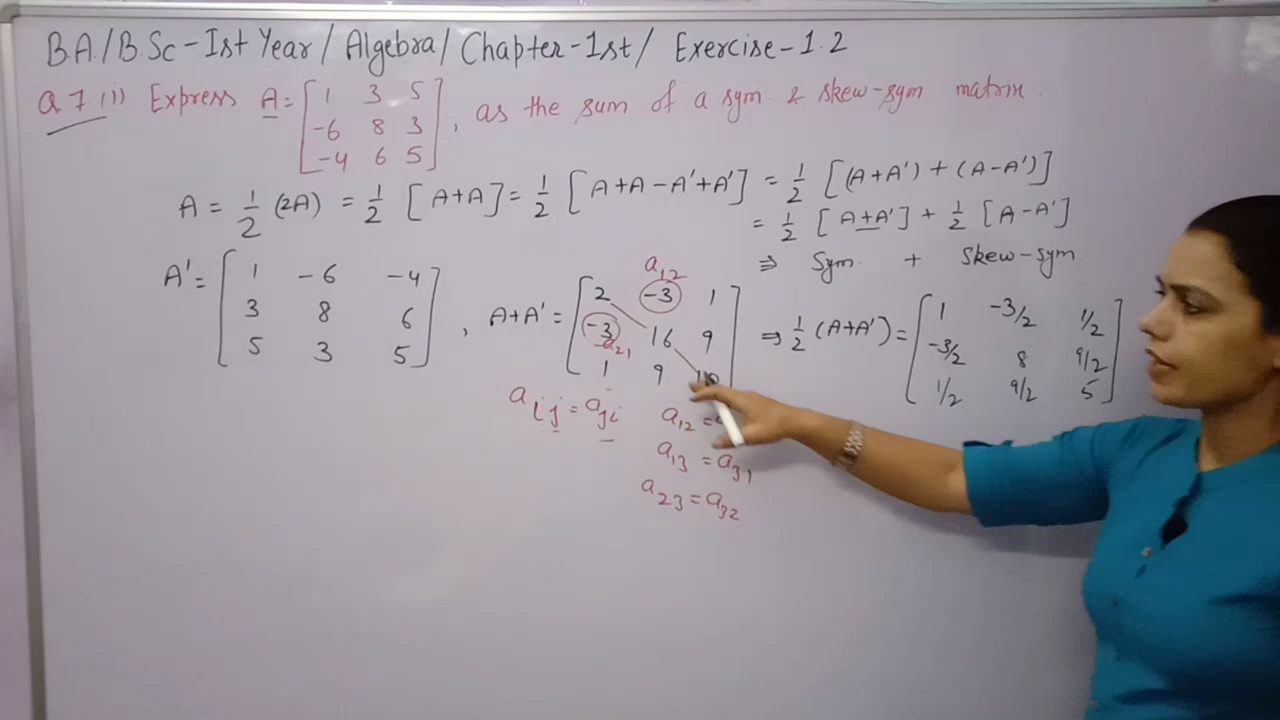 B.A./B.Sc - Ist Year / Algebra / Chapter-1st / Exercise-1.2
Q 7.(i) Express A = [1 3 5
-6 8 3
-4 6 5], as the sum of a sym. & skew-sym matrix.
A = 1/2 (2A) = 1/2 [A+A] = 1/2 [A+A-A'+A'] = 1/2 [(A+A') + (A-A')]
= 1/2 [A+A'] + 1/2 [A-A']
⇒ Sym + Skew-sym
A' = [1 -6 -4
3 8 6
5 3 5]
, A+A' = [2 -3 1
-3 16 9
1 9 10]
a12
a21
⇒ 1/2 (A+A') = [1 -3/2 1/2
-3/2 8 9/2
1/2 9/2 5]
aij = aji
a12 =
a13 = a31
a23 = a32